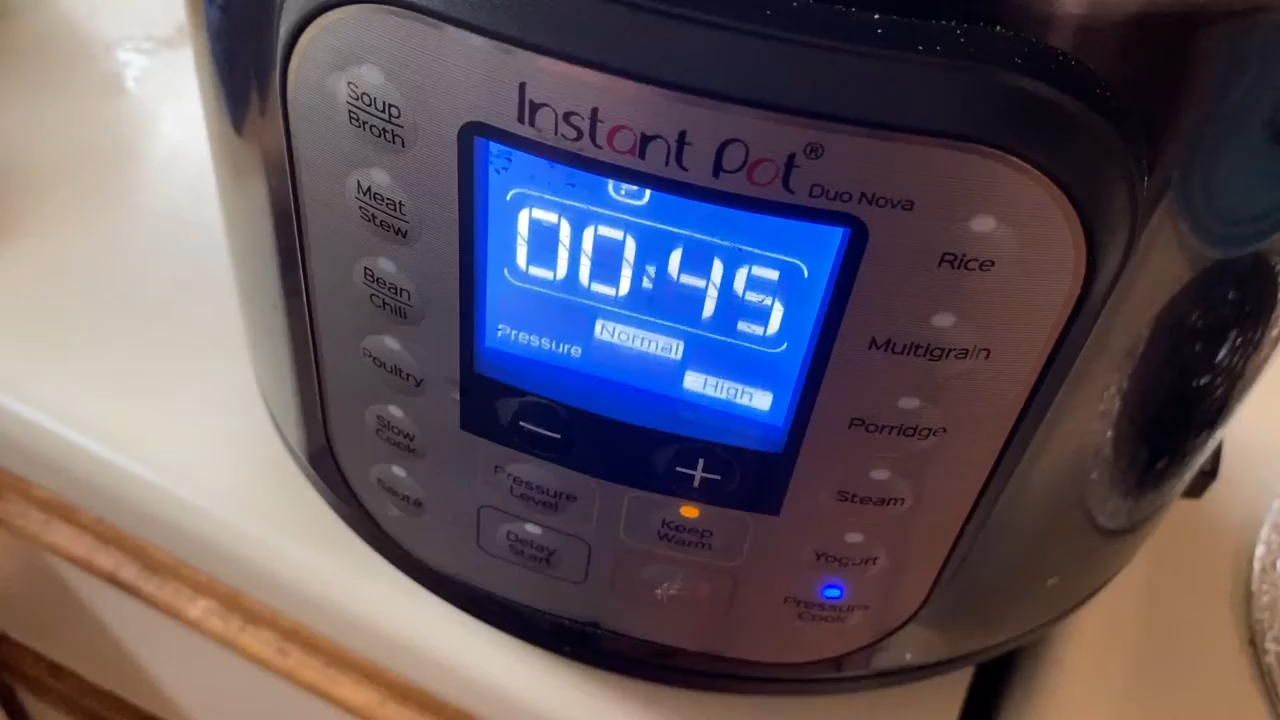 Instant Pot®
Duo Nova
Soup
Broth
Meat
Stew
Bean
Chili
Poultry
Slow
Cook
Sauté
00:45
Pressure
Normal
High
−
+
Pressure
Level
Keep
Warm
Delay
Start
Rice
Multigrain
Porridge
Steam
Yogurt
Pressure
Cook